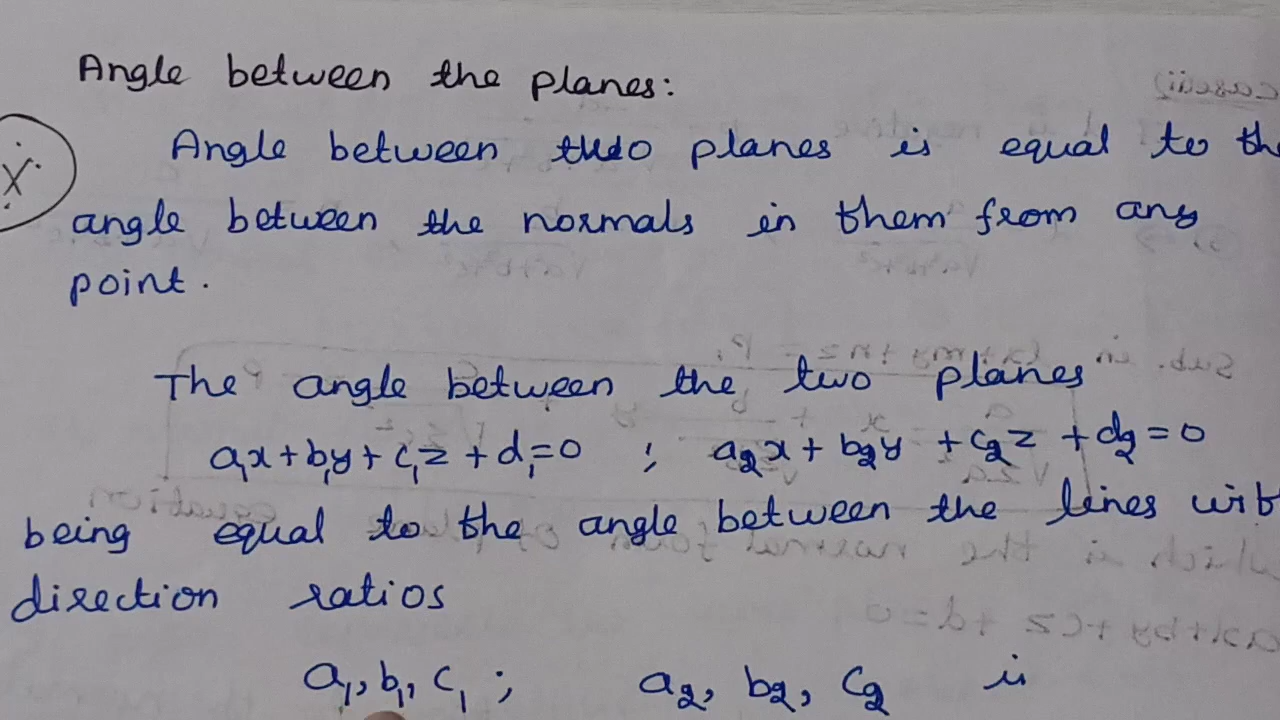 Angle between the planes:
Angle between two planes is equal to the
angle between the normals in them from any
point.
The angle between the two planes
a₁x + b₁y + c₁z + d₁ = 0 ; a₂x + b₂y + c₂z + d₂ = 0
being equal to the angle between the lines with
direction ratios
a₁, b₁, c₁ ; a₂, b₂, c₂ is